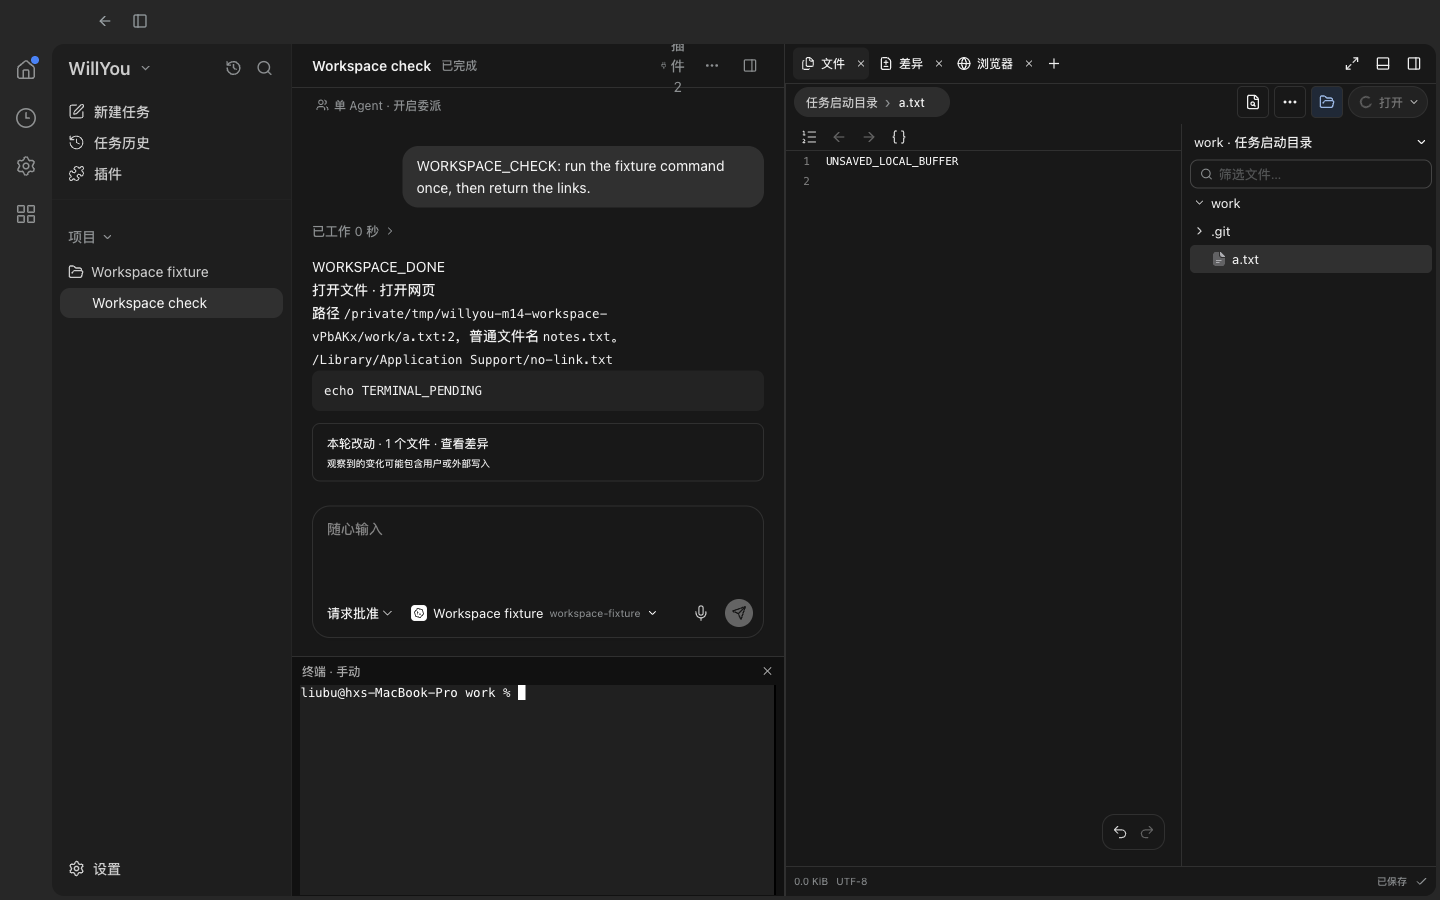 WillYou
新建任务
任务历史
插件
项目
Workspace fixture
Workspace check
设置
Workspace check 已完成
插
件
2
单 Agent · 开启委派
WORKSPACE_CHECK: run the fixture command
once, then return the links.
已工作 0 秒
WORKSPACE_DONE
打开文件 · 打开网页
路径 /private/tmp/willyou-m14-workspace-
vPbAKx/work/a.txt:2，普通文件名 notes.txt。
/Library/Application Support/no-link.txt
echo TERMINAL_PENDING
本轮改动 · 1 个文件 · 查看差异
观察到的变化可能包含用户或外部写入
随心输入
请求批准 Workspace fixture workspace-fixture
终端 · 手动
liubu@hxs-MacBook-Pro work %
文件 × 差异 × 浏览器 × +
任务启动目录 › a.txt
打开
{}
1 UNSAVED_LOCAL_BUFFER
2
work · 任务启动目录
筛选文件...
work
.git
a.txt
0.0 KiB UTF-8
已保存